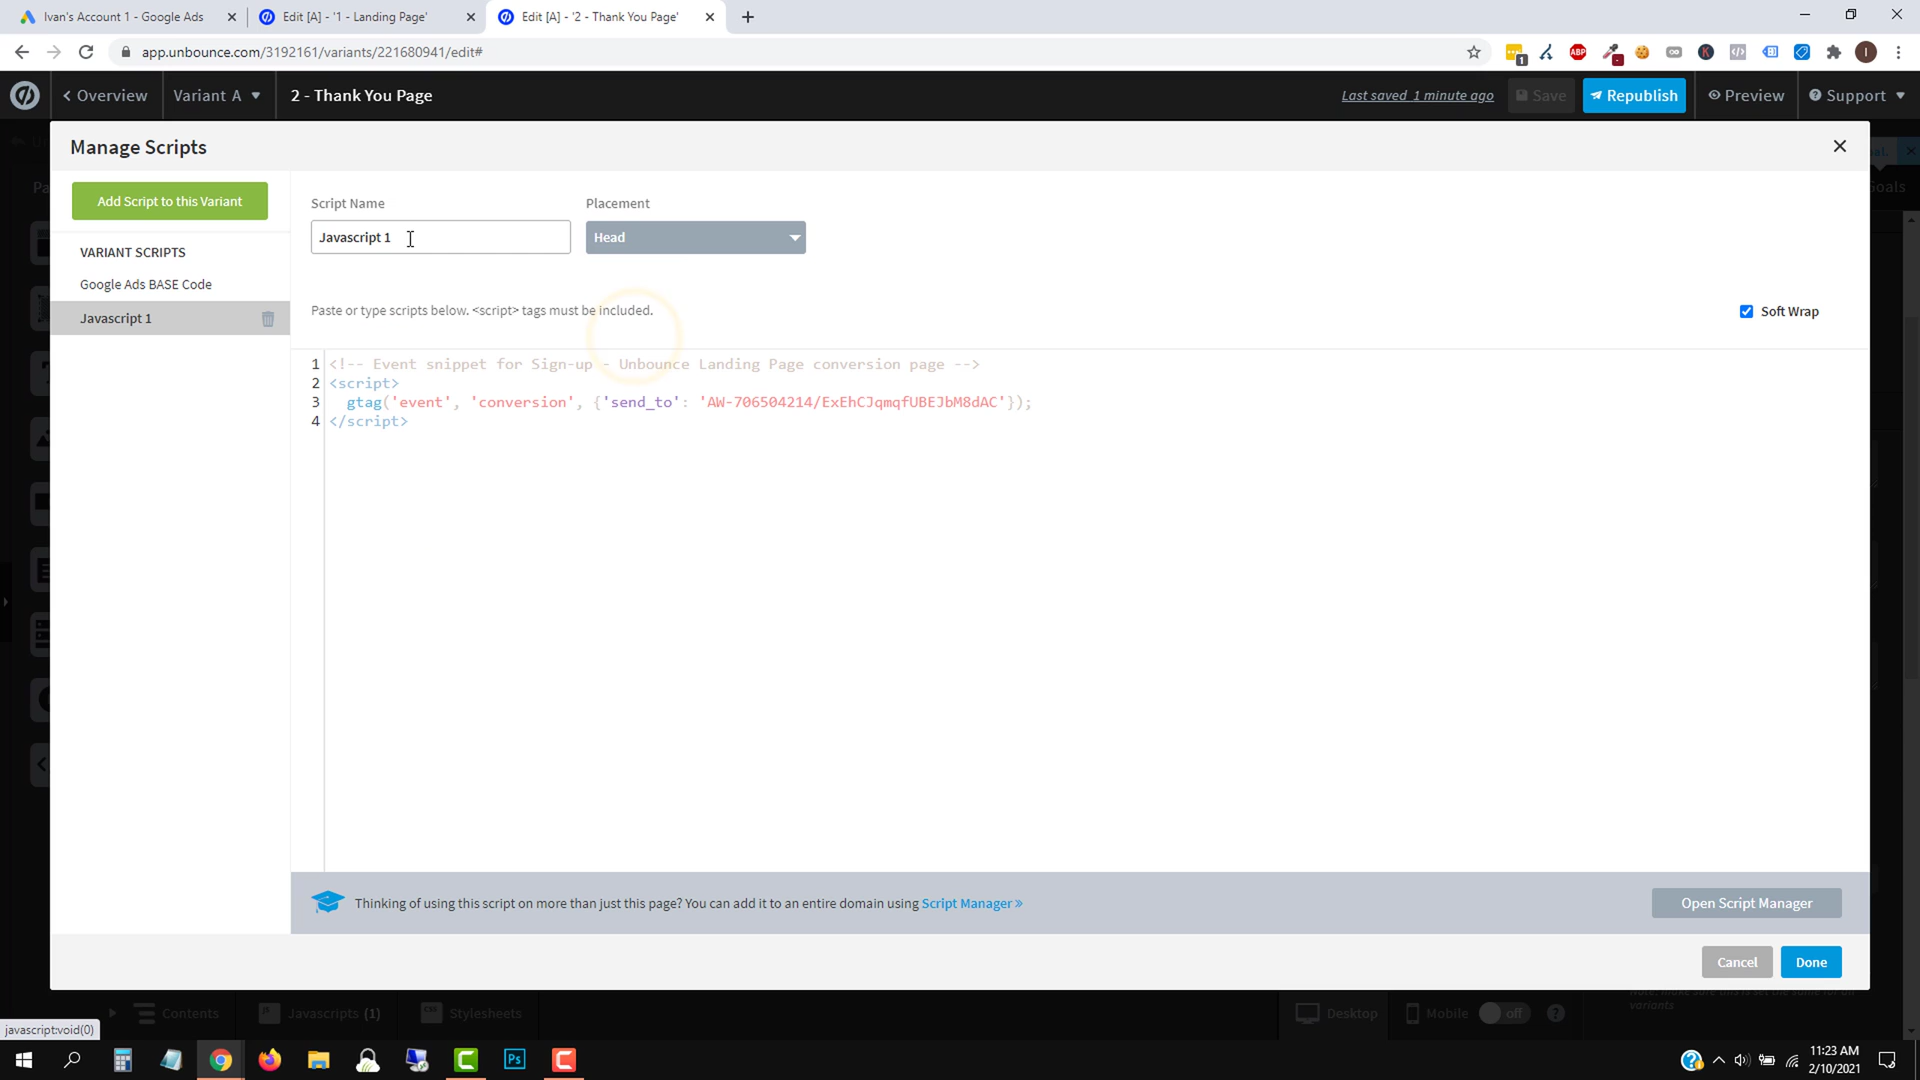 Ivan's Account 1 - Google Ads
Edit [A] - '1 - Landing Page'
Edit [A] - '2 - Thank You Page'
app.unbounce.com/3192161/variants/221680941/edit#
Overview
Variant A
2 - Thank You Page
Last saved 1 minute ago
Save
Republish
Preview
Support
Manage Scripts
Add Script to this Variant
VARIANT SCRIPTS
Google Ads BASE Code
Javascript 1
Script Name
Placement
Javascript 1
Head
Paste or type scripts below. <script> tags must be included.
Soft Wrap
1 <!-- Event snippet for Sign-up - Unbounce Landing Page conversion page -->
2 <script>
3 gtag('event', 'conversion', {'send_to': 'AW-706504214/ExEhCJqmqfUBEJbM8dAC'});
4 </script>
Thinking of using this script on more than just this page? You can add it to an entire domain using Script Manager »
Open Script Manager
Cancel
Done
Contents
Javascripts (1)
Stylesheets
Desktop
Mobile
off
variants
javascript:void(0)
11:23 AM
2/10/2021